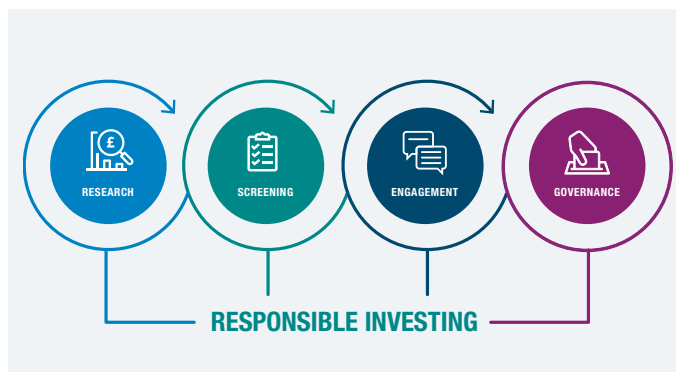 £
RESEARCH
SCREENING
ENGAGEMENT
GOVERNANCE
RESPONSIBLE INVESTING